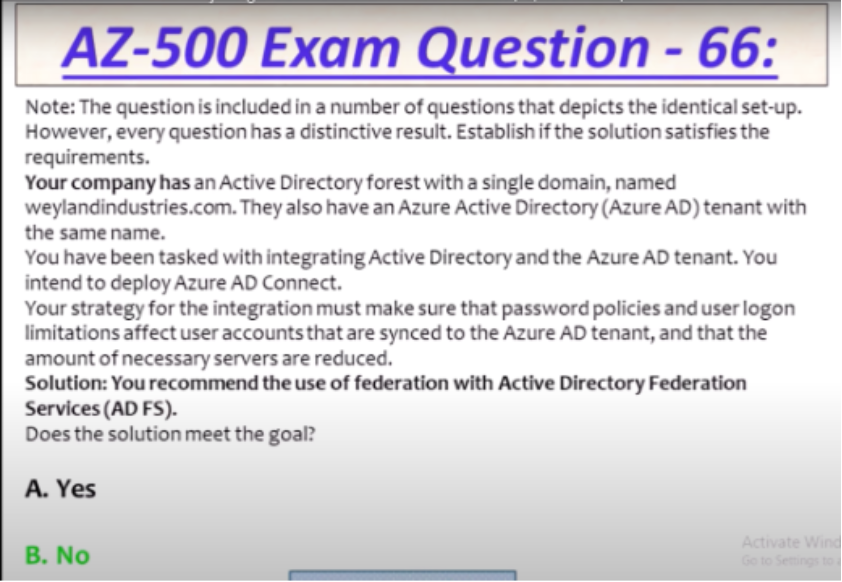 AZ-500 Exam Question - 66:
Note: The question is included in a number of questions that depicts the identical set-up.
However, every question has a distinctive result. Establish if the solution satisfies the
requirements.
Your company has an Active Directory forest with a single domain, named
weylandindustries.com. They also have an Azure Active Directory (Azure AD) tenant with
the same name.
You have been tasked with integrating Active Directory and the Azure AD tenant. You
intend to deploy Azure AD Connect.
Your strategy for the integration must make sure that password policies and user logon
limitations affect user accounts that are synced to the Azure AD tenant, and that the
amount of necessary servers are reduced.
Solution: You recommend the use of federation with Active Directory Federation
Services (AD FS).
Does the solution meet the goal?
A. Yes
B. No
Activate Wind
Go to Settings to